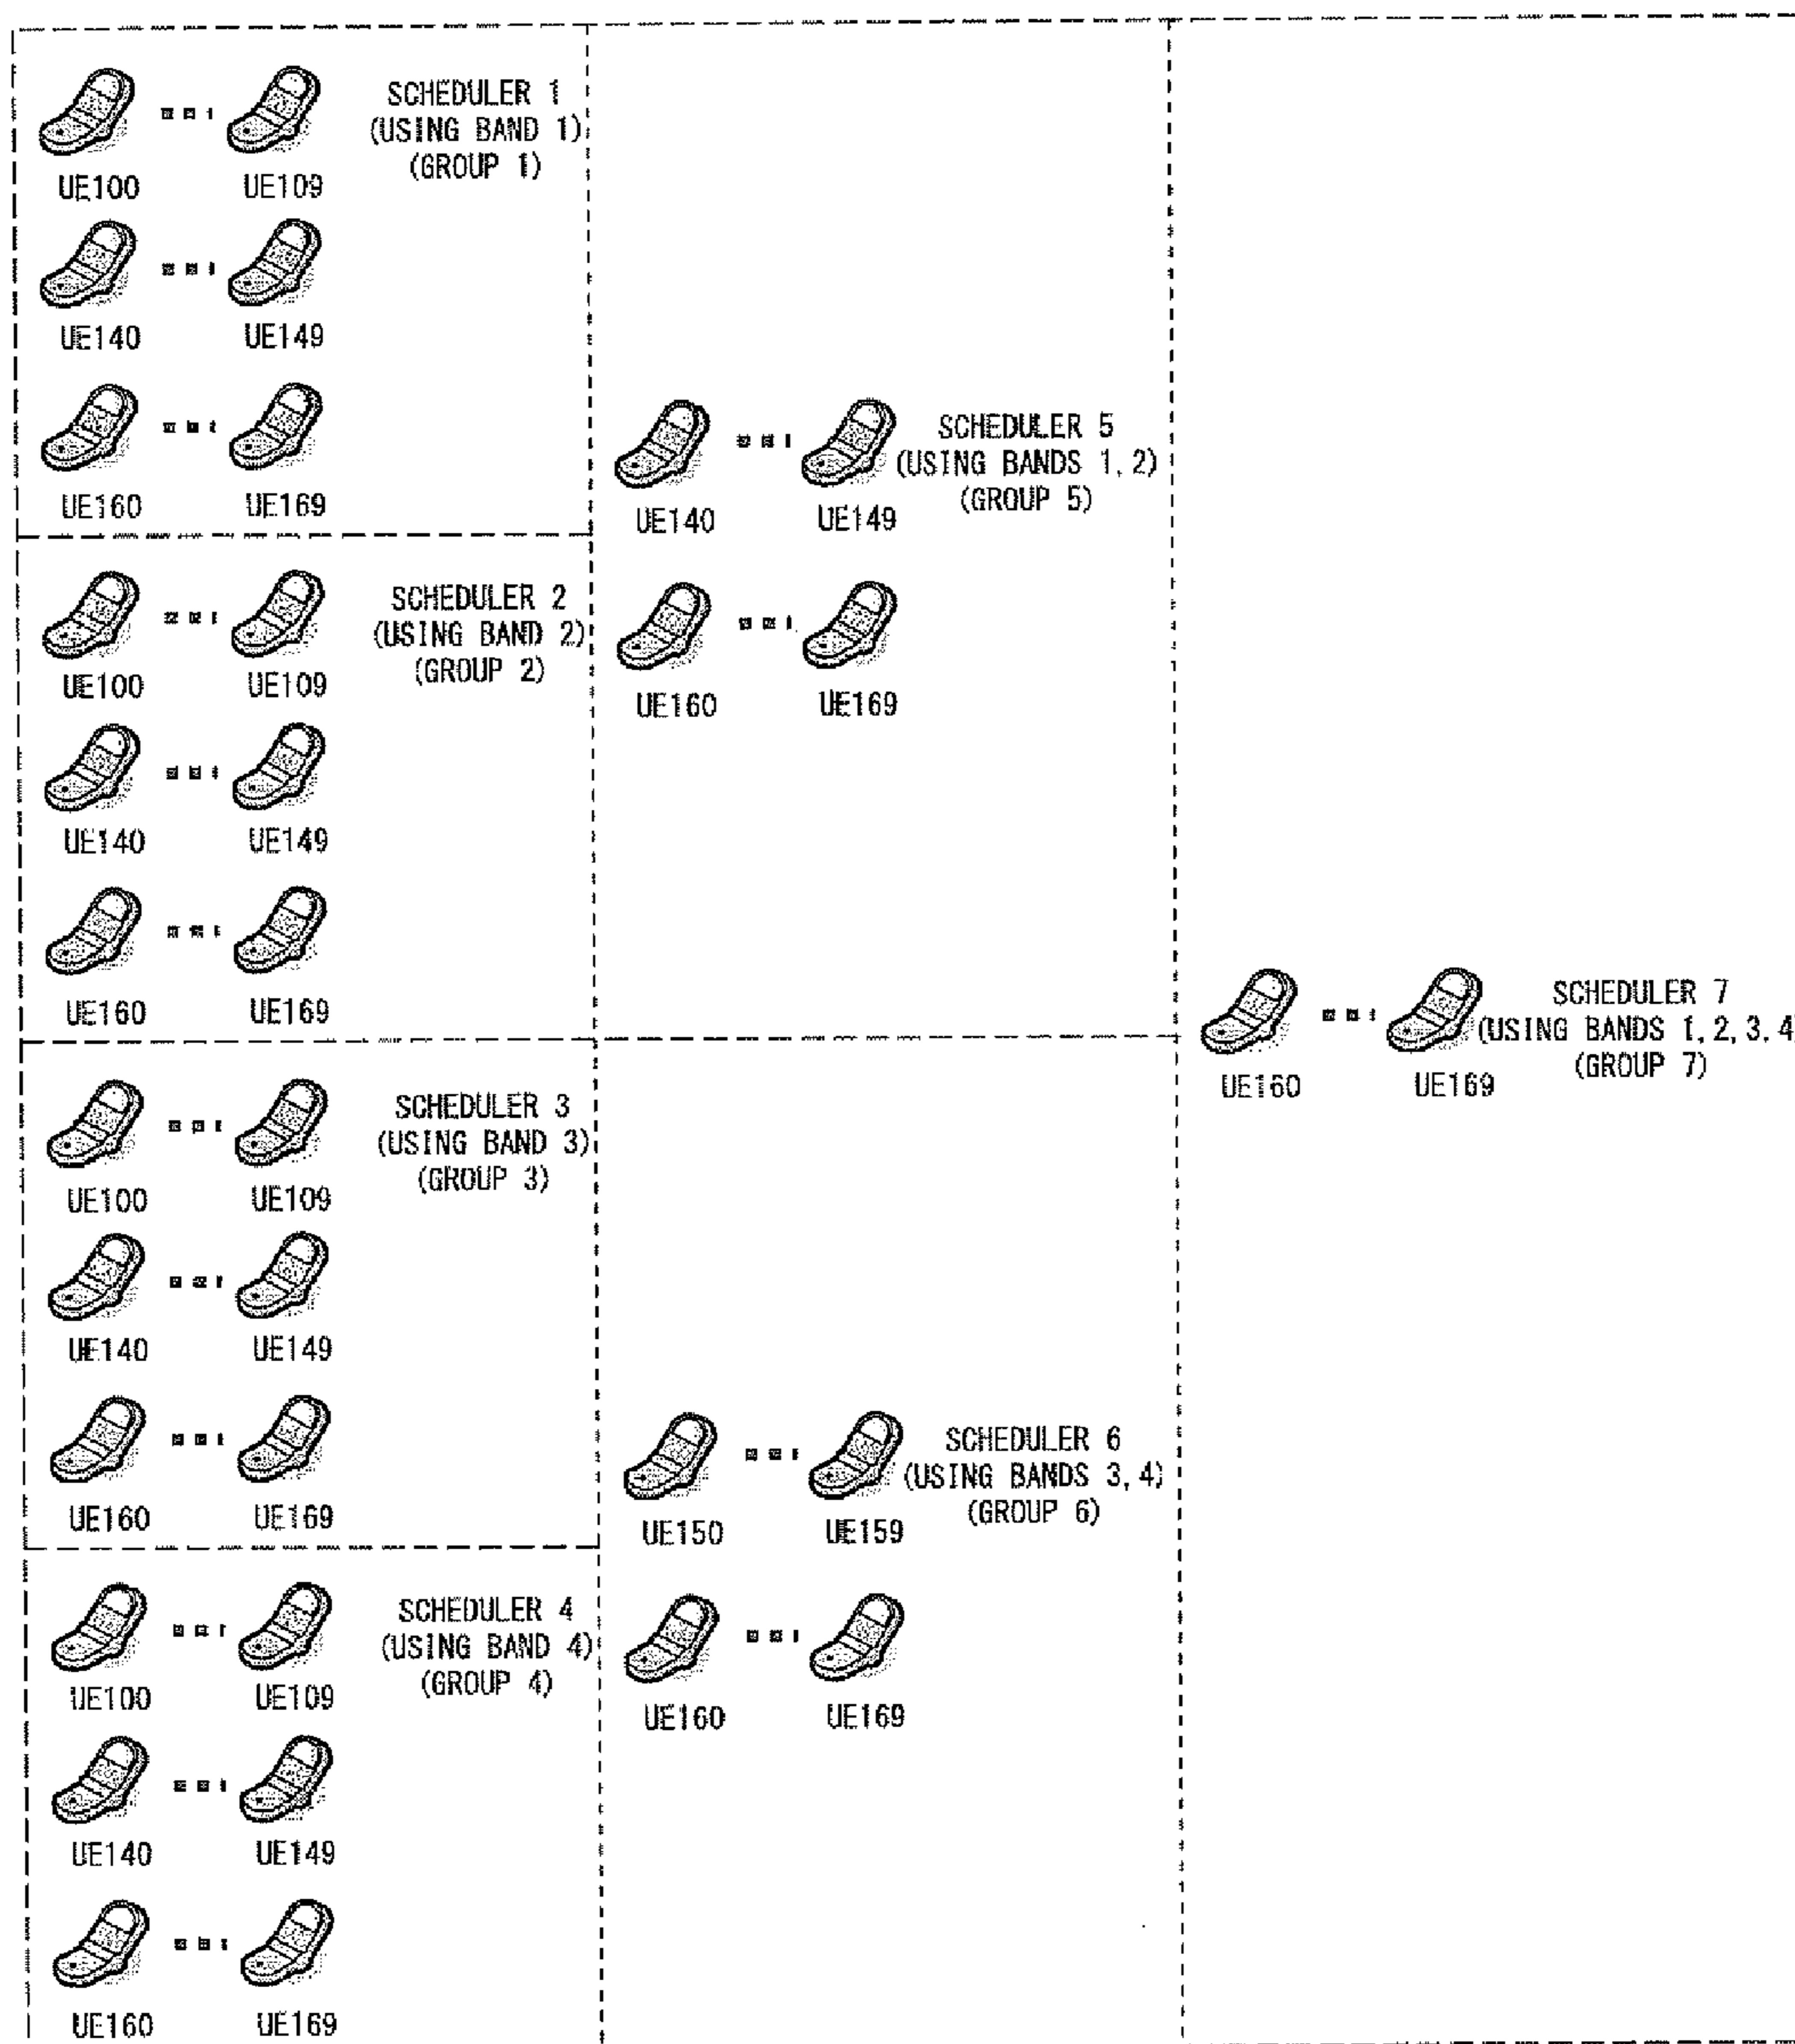 SCHEDULER 1
(USING BAND 1)
(GROUP 1)
UE100 UE109
UE140 UE149
UE160 UE169
SCHEDULER 2
(USING BAND 2)
(GROUP 2)
UE100 UE109
UE140 UE149
UE160 UE169
SCHEDULER 3
(USING BAND 3)
(GROUP 3)
UE100 UE109
UE140 UE149
UE160 UE169
SCHEDULER 4
(USING BAND 4)
(GROUP 4)
UE100 UE109
UE140 UE149
UE160 UE169
SCHEDULER 5
(USING BANDS 1, 2)
(GROUP 5)
UE140 UE149
UE160 UE169
SCHEDULER 6
(USING BANDS 3, 4)
(GROUP 6)
UE150 UE159
UE160 UE169
SCHEDULER 7
(USING BANDS 1, 2, 3, 4)
(GROUP 7)
UE160 UE169